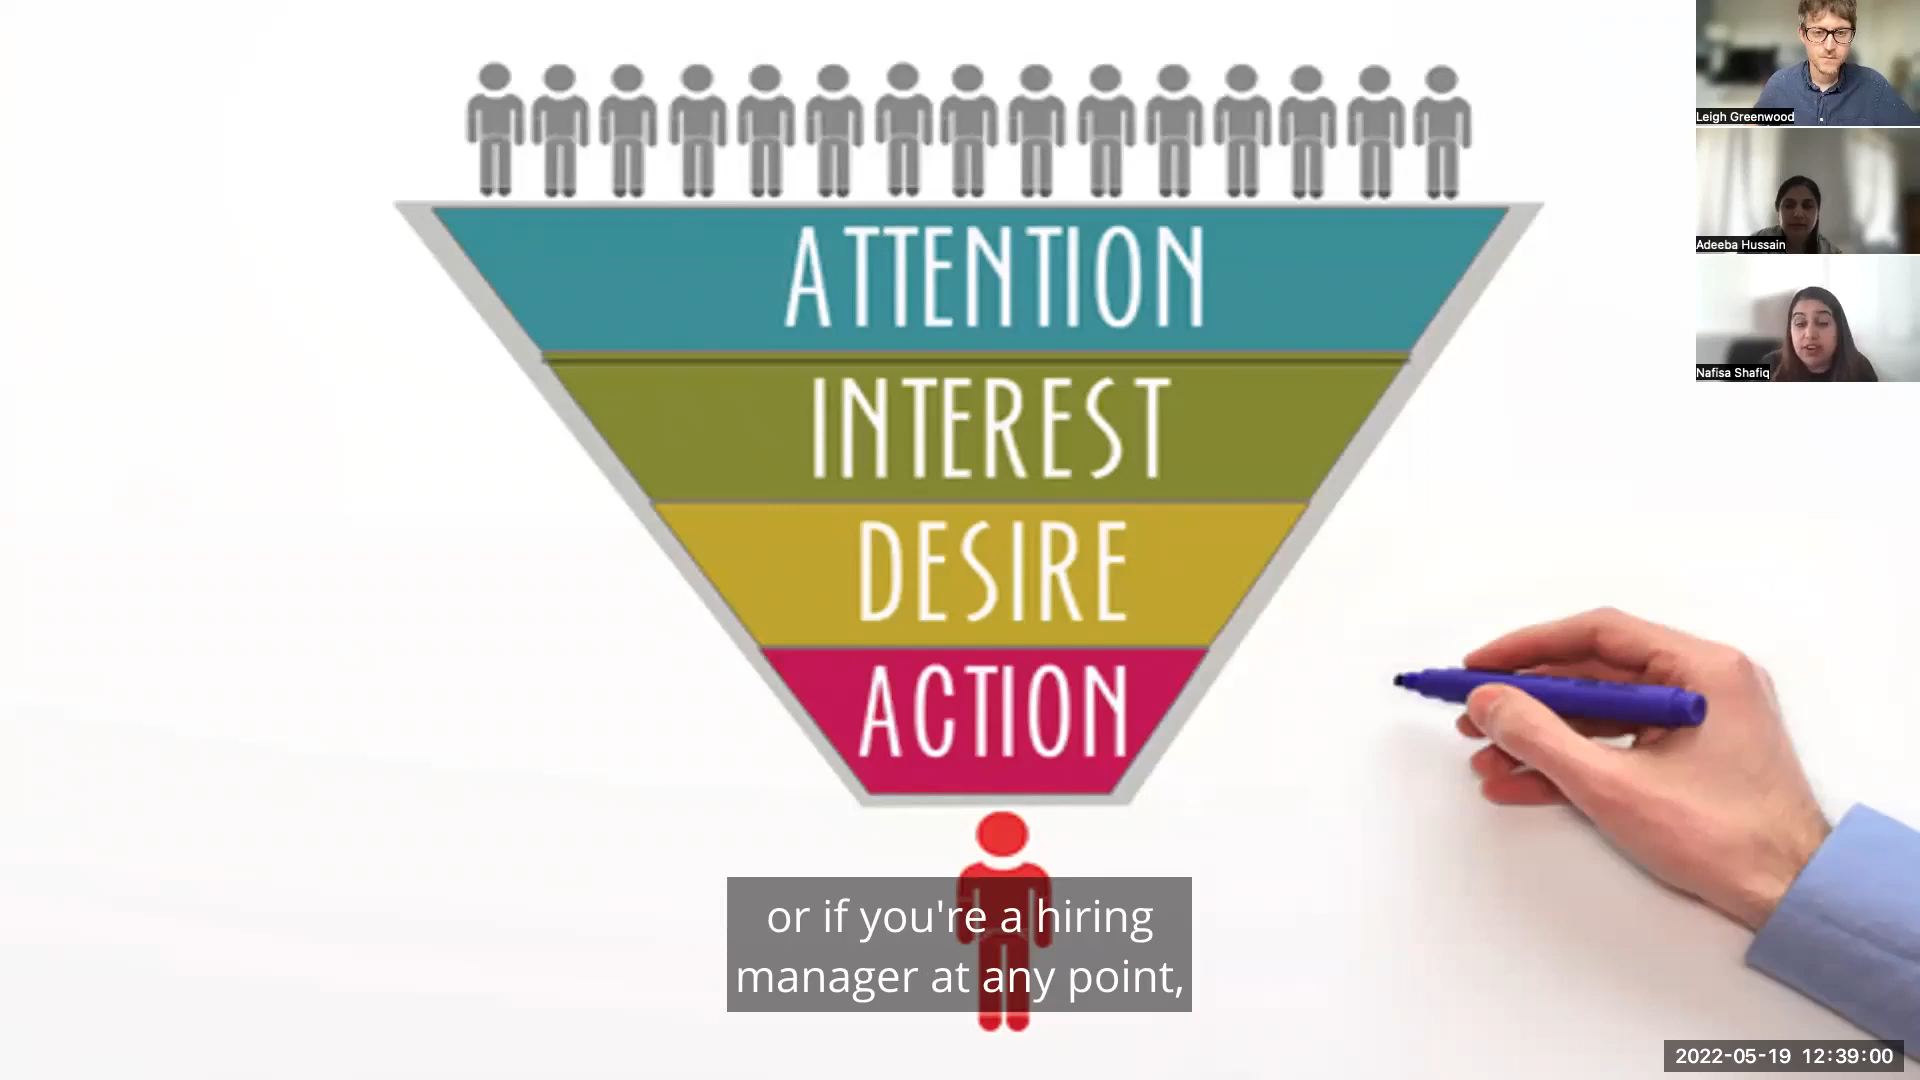 ATTENTION
INTEREST
DESIRE
ACTION
or if you're a hiring
manager at any point,
Leigh Greenwood
Adeeba Hussain
Nafisa Shafiq
2022-05-19 12:39:00